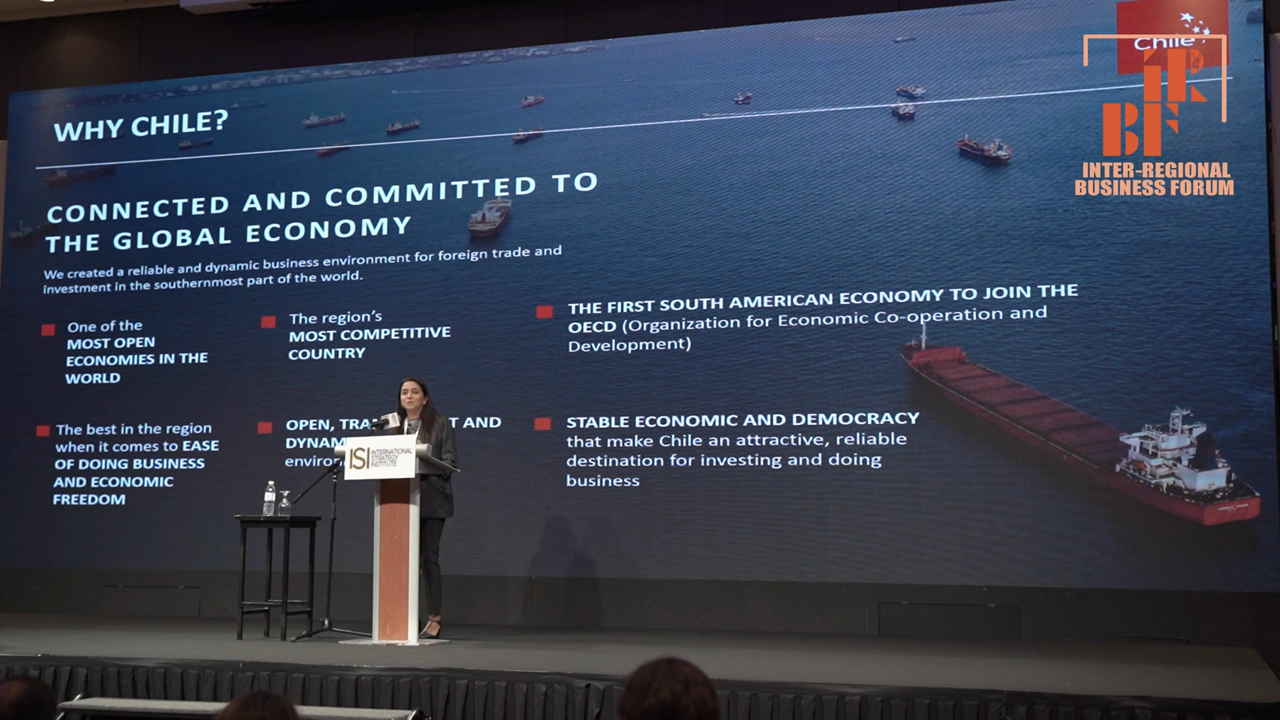 WHY CHILE?
CONNECTED AND COMMITTED TO
THE GLOBAL ECONOMY
We created a reliable and dynamic business environment for foreign trade and
investment in the southernmost part of the world.
One of the
MOST OPEN
ECONOMIES IN THE
WORLD
The region's
MOST COMPETITIVE
COUNTRY
THE FIRST SOUTH AMERICAN ECONOMY TO JOIN THE
OECD (Organization for Economic Co-operation and
Development)
The best in the region
when it comes to EASE
OF DOING BUSINESS
AND ECONOMIC
FREEDOM
OPEN, AND
STABLE ECONOMIC AND DEMOCRACY
that make Chile an attractive, reliable
destination for investing and doing
business
ISI INTERNATIONAL
STRATEGY
INSTITUTE
Chile
IR
BF
INTER-REGIONAL
BUSINESS FORUM